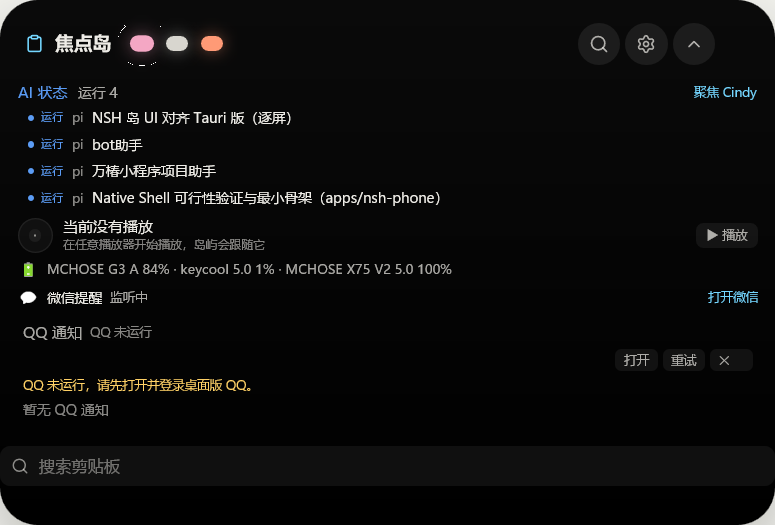 焦点岛
AI 状态 运行 4 聚焦 Cindy
运行 pi NSH 岛 UI 对齐 Tauri 版（逐屏）
运行 pi bot助手
运行 pi 万椿小程序项目助手
运行 pi Native Shell 可行性验证与最小骨架（apps/nsh-phone）
当前没有播放
在任意播放器开始播放，岛屿会跟随它
▶ 播放
MCHOSE G3 A 84% · keycool 5.0 1% · MCHOSE X75 V2 5.0 100%
微信提醒 监听中 打开微信
QQ 通知 QQ 未运行
打开 重试
QQ 未运行，请先打开并登录桌面版 QQ。
暂无 QQ 通知
搜索剪贴板